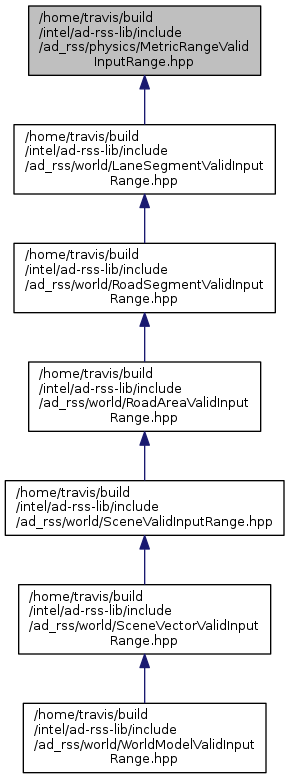 /home/travis/build
/intel/ad-rss-lib/include
/ad_rss/physics/MetricRangeValid
InputRange.hpp
/home/travis/build
/intel/ad-rss-lib/include
/ad_rss/world/LaneSegmentValidInput
Range.hpp
/home/travis/build
/intel/ad-rss-lib/include
/ad_rss/world/RoadSegmentValidInput
Range.hpp
/home/travis/build
/intel/ad-rss-lib/include
/ad_rss/world/RoadAreaValidInput
Range.hpp
/home/travis/build
/intel/ad-rss-lib/include
/ad_rss/world/SceneValidInputRange.hpp
/home/travis/build
/intel/ad-rss-lib/include
/ad_rss/world/SceneVectorValidInput
Range.hpp
/home/travis/build
/intel/ad-rss-lib/include
/ad_rss/world/WorldModelValidInput
Range.hpp